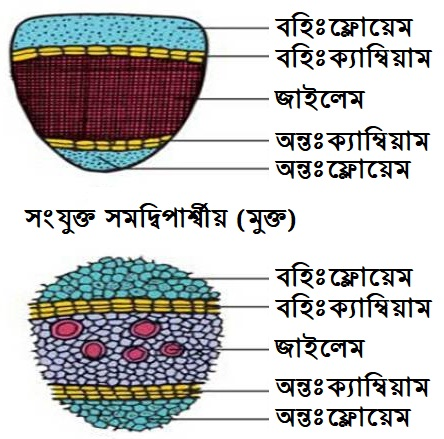 বহিঃফ্লোয়েম
বহিঃক্যাম্বিয়াম
জাইলেম
অন্তঃক্যাম্বিয়াম
অন্তঃফ্লোয়েম
সংযুক্ত সমদ্বিপার্শ্বীয় (মুক্ত)
বহিঃফ্লোয়েম
বহিঃক্যাম্বিয়াম
জাইলেম
অন্তঃক্যাম্বিয়াম
অন্তঃফ্লোয়েম